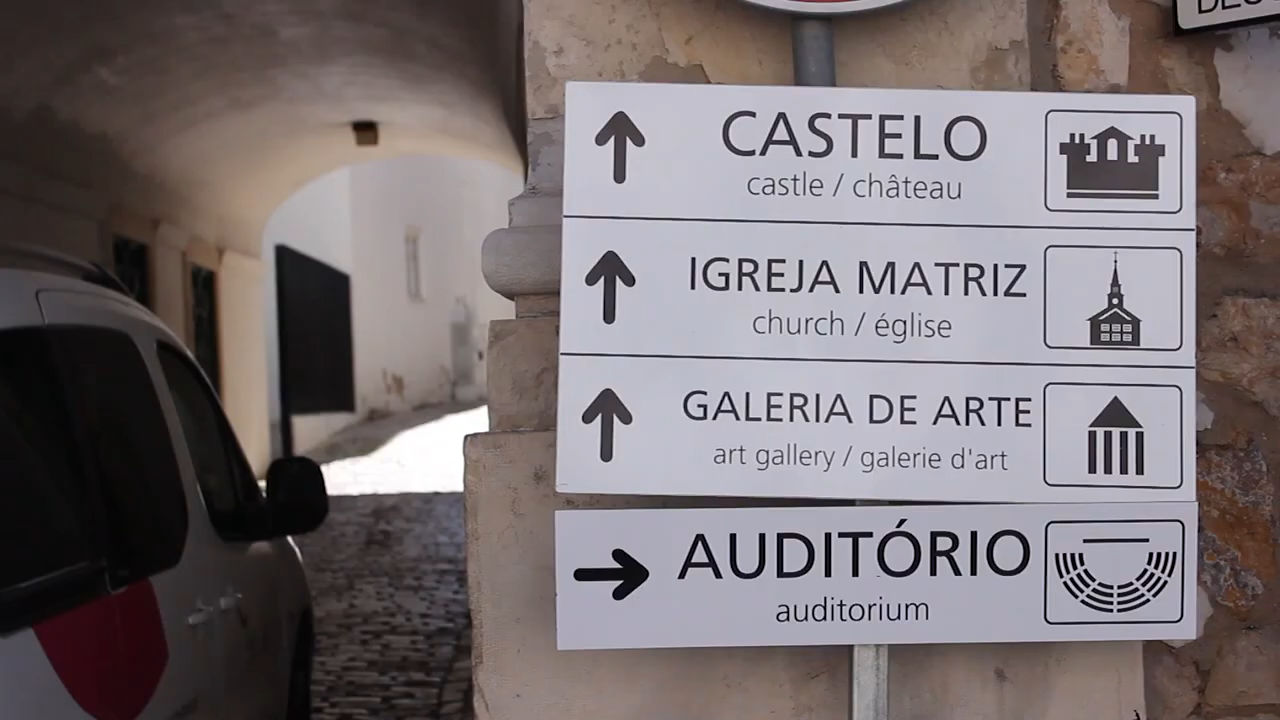 CASTELO
castle / château
IGREJA MATRIZ
church / église
GALERIA DE ARTE
art gallery / galerie d'art
AUDITÓRIO
auditorium